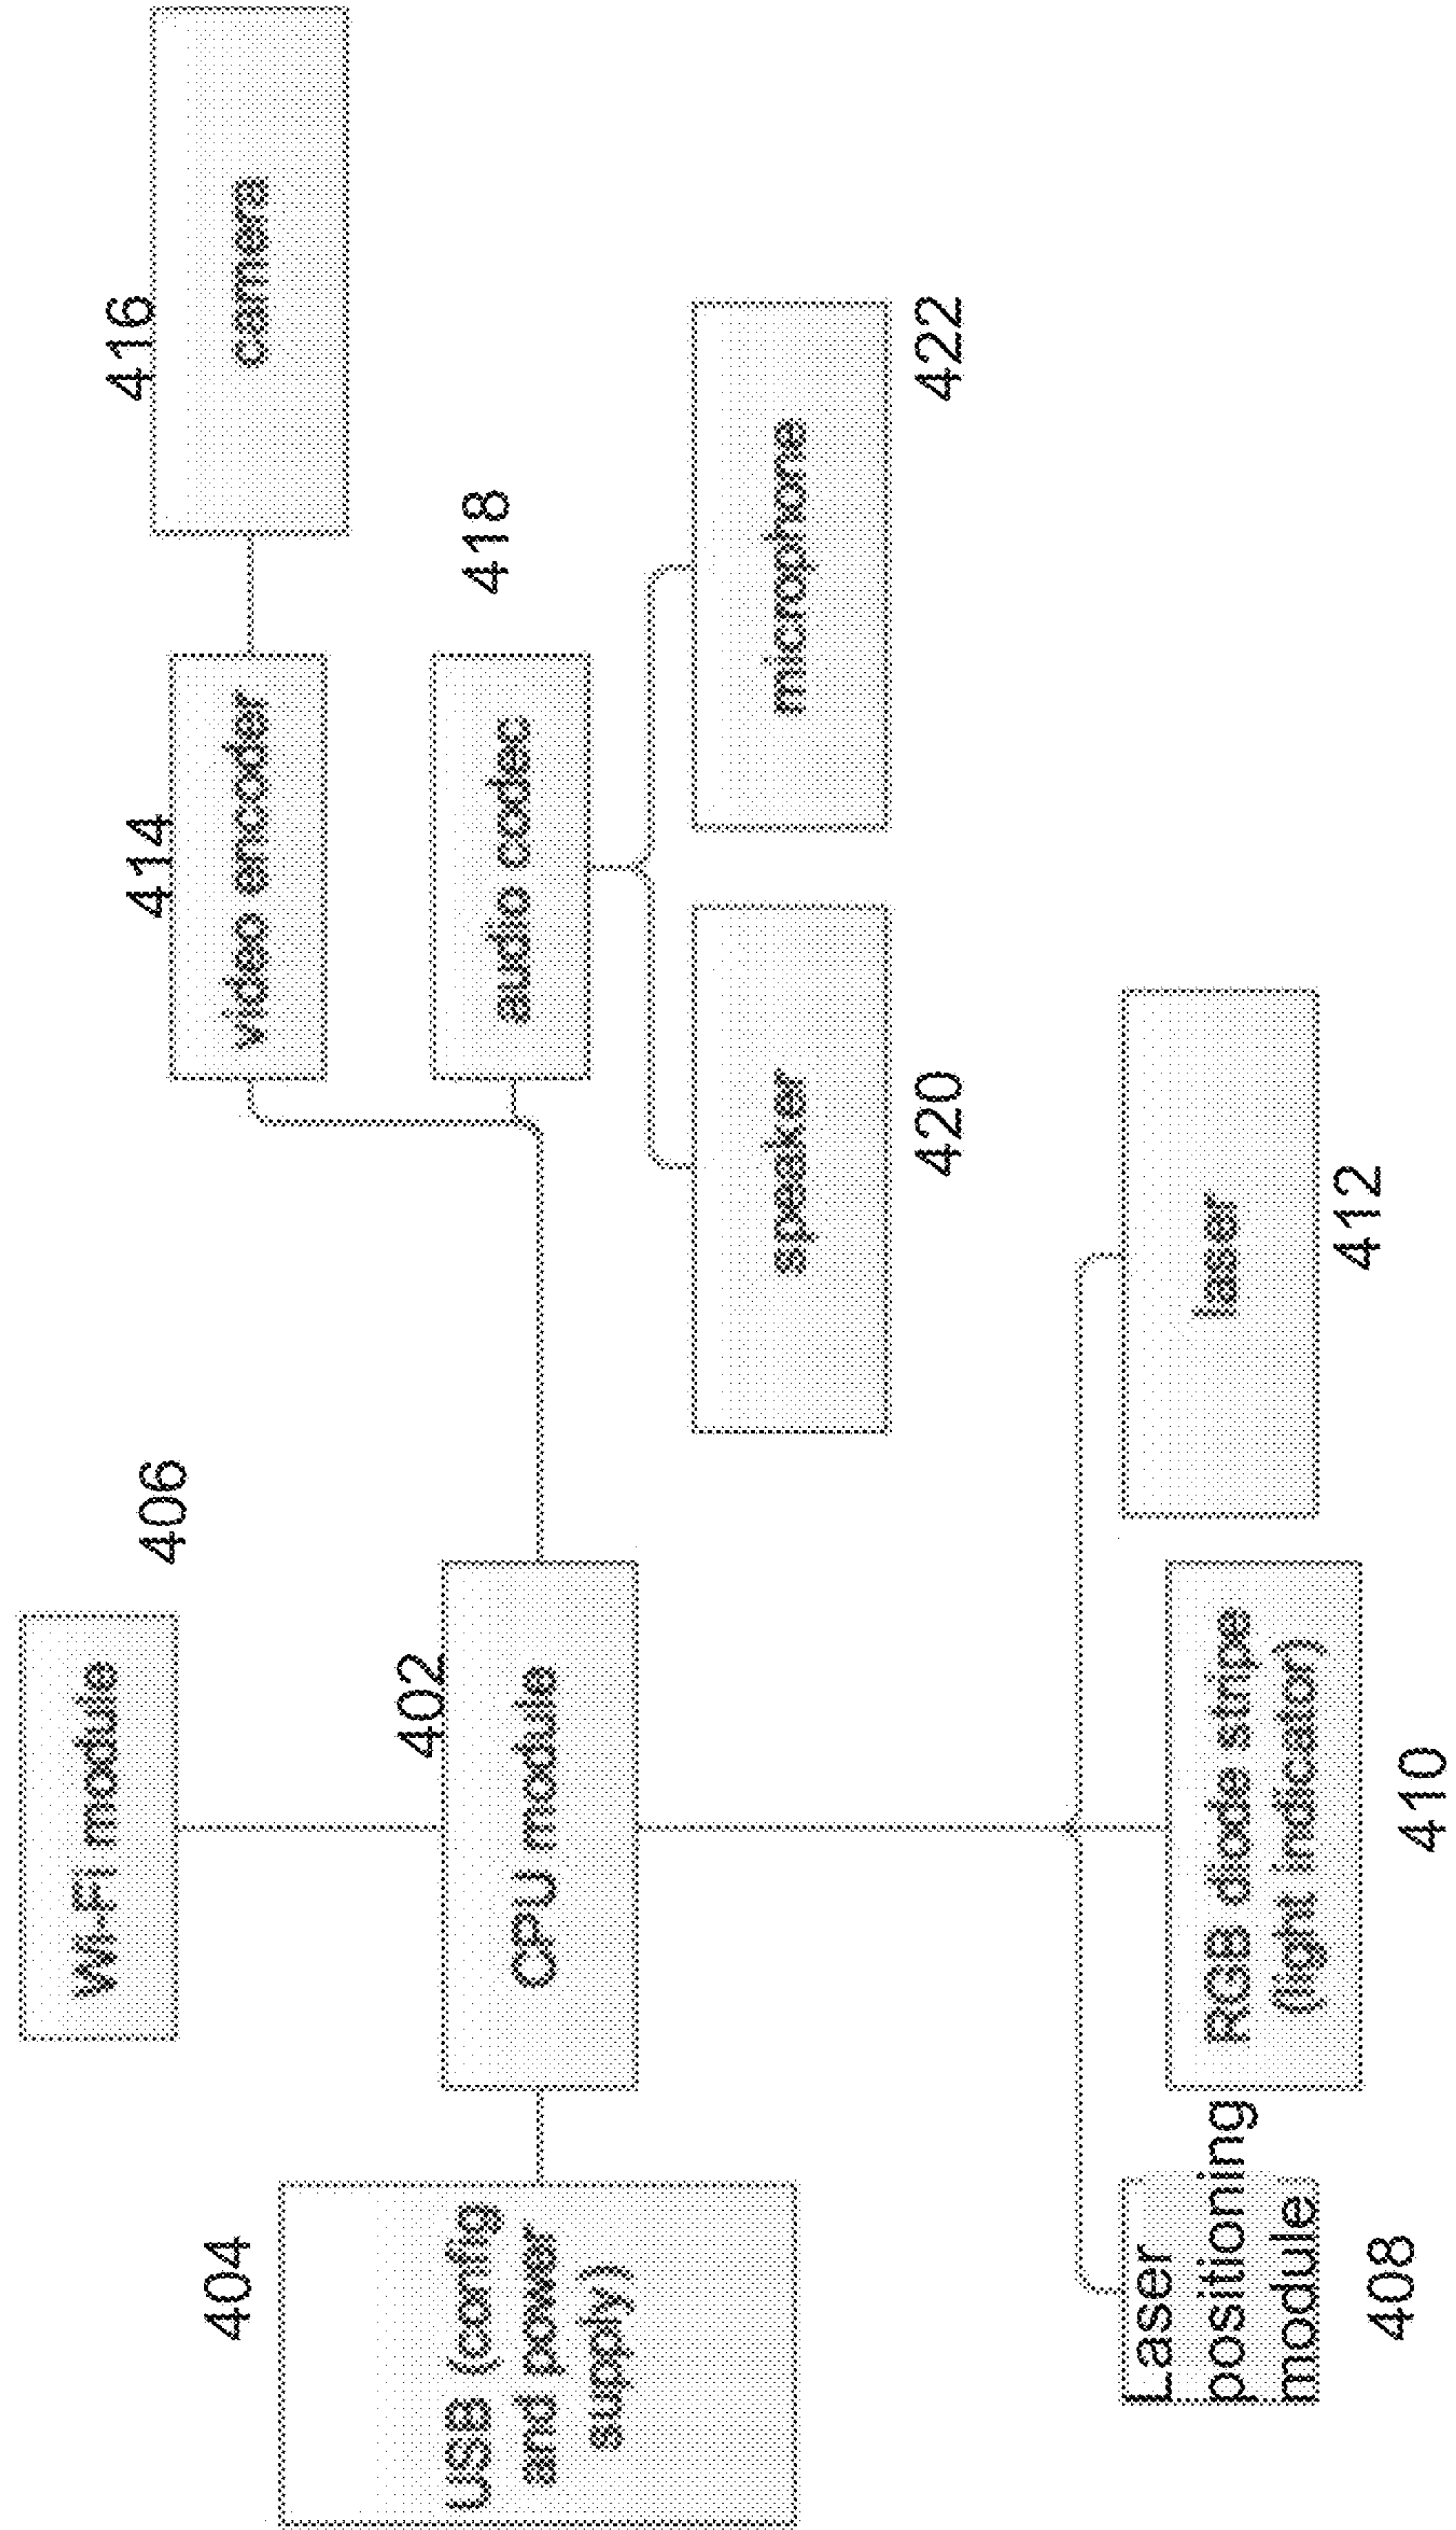 406
Wi-Fi module
416
camera
414
video encoder
404
USB (config
and power
supply)
402
CPU module
418
audio codec
speaker
420
microphone
422
Laser
positioning
module
408
RGB diode stripe
(light indicator)
410
laser
412